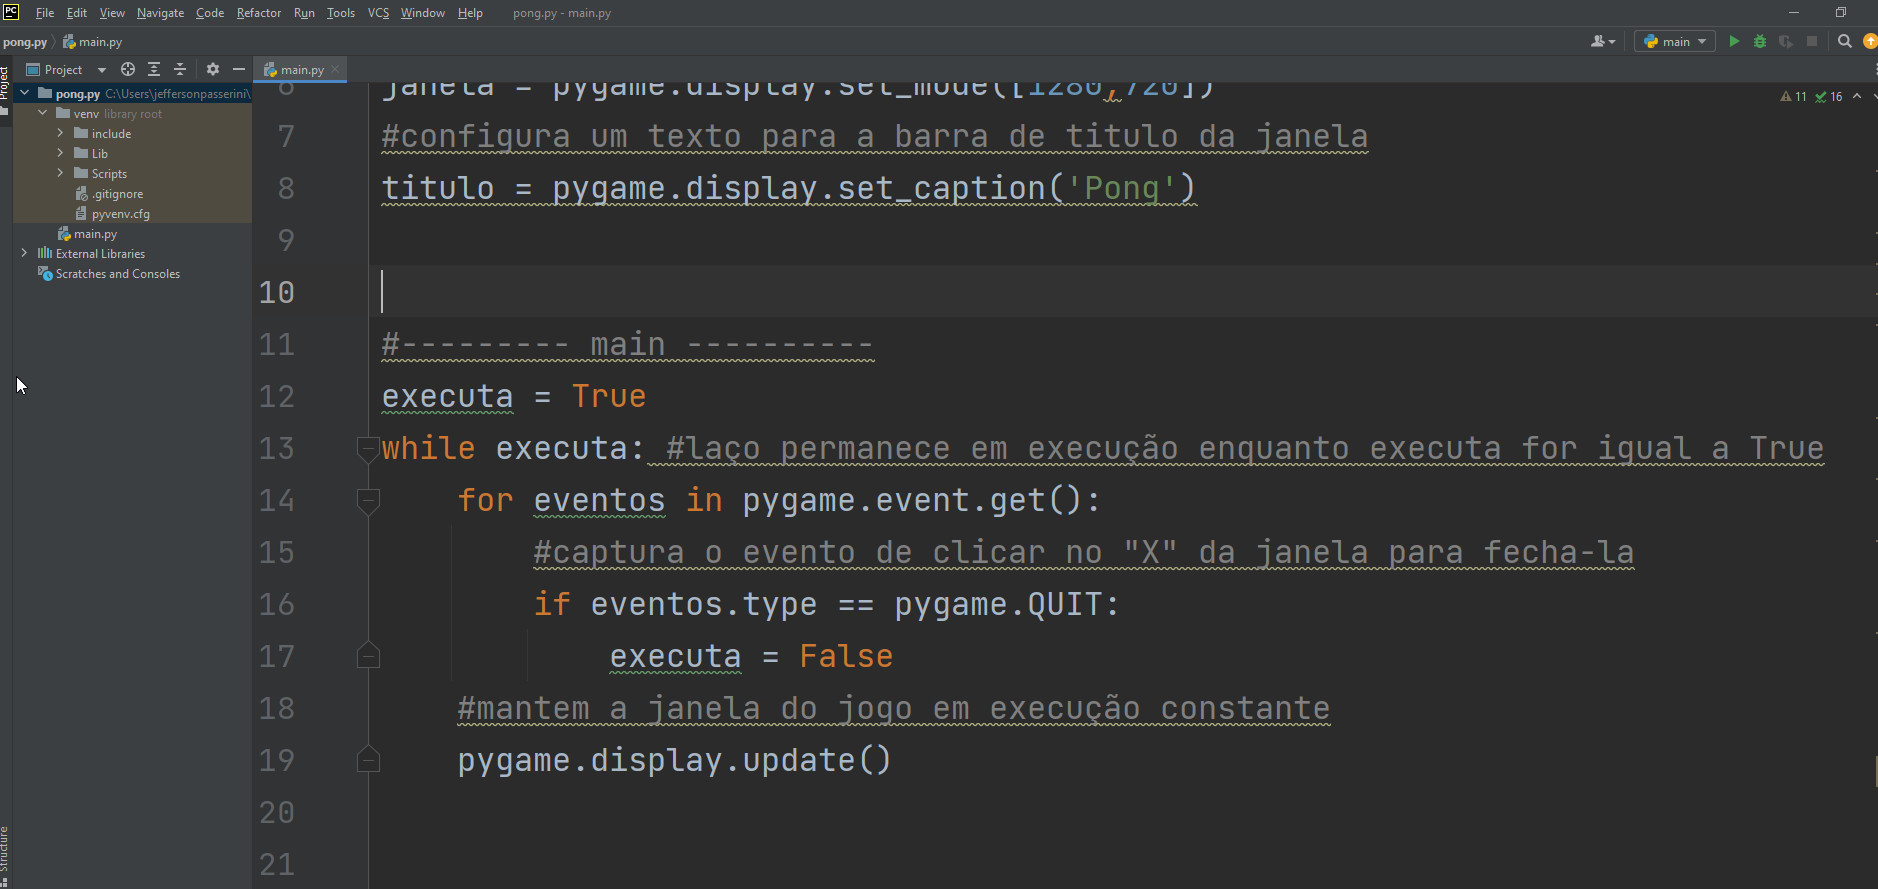 PC File Edit View Navigate Code Refactor Run Tools VCS Window Help pong.py - main.py
pong.py main.py main
Project main.py
Project
pong.py C:\Users\jeffersonpasserini\
venv library root
include
Lib
Scripts
.gitignore
pyvenv.cfg
main.py
External Libraries
Scratches and Consoles
Structure
11 16
6 janela = pygame.display.set_mode([1280,720])
7 #configura um texto para a barra de titulo da janela
8 titulo = pygame.display.set_caption('Pong')
9
10
11 #--------- main ----------
12 executa = True
13 while executa: #laço permanece em execução enquanto executa for igual a True
14 for eventos in pygame.event.get():
15 #captura o evento de clicar no "X" da janela para fecha-la
16 if eventos.type == pygame.QUIT:
17 executa = False
18 #mantem a janela do jogo em execução constante
19 pygame.display.update()
20
21